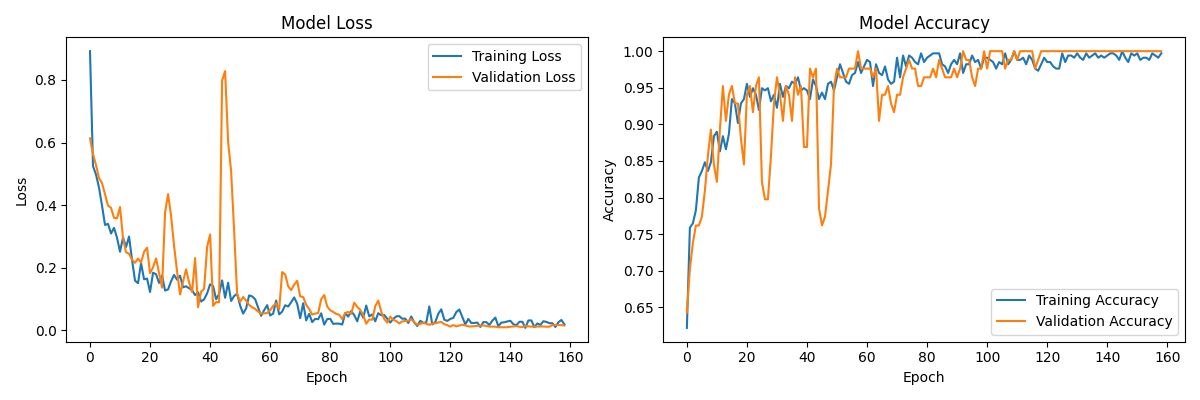 Model Loss
Training Loss
Validation Loss
Loss
0.8
0.6
0.4
0.2
0.0
0 20 40 60 80 100 120 140 160
Epoch
Model Accuracy
Accuracy
1.00
0.95
0.90
0.85
0.80
0.75
0.70
0.65
Training Accuracy
Validation Accuracy
0 20 40 60 80 100 120 140 160
Epoch